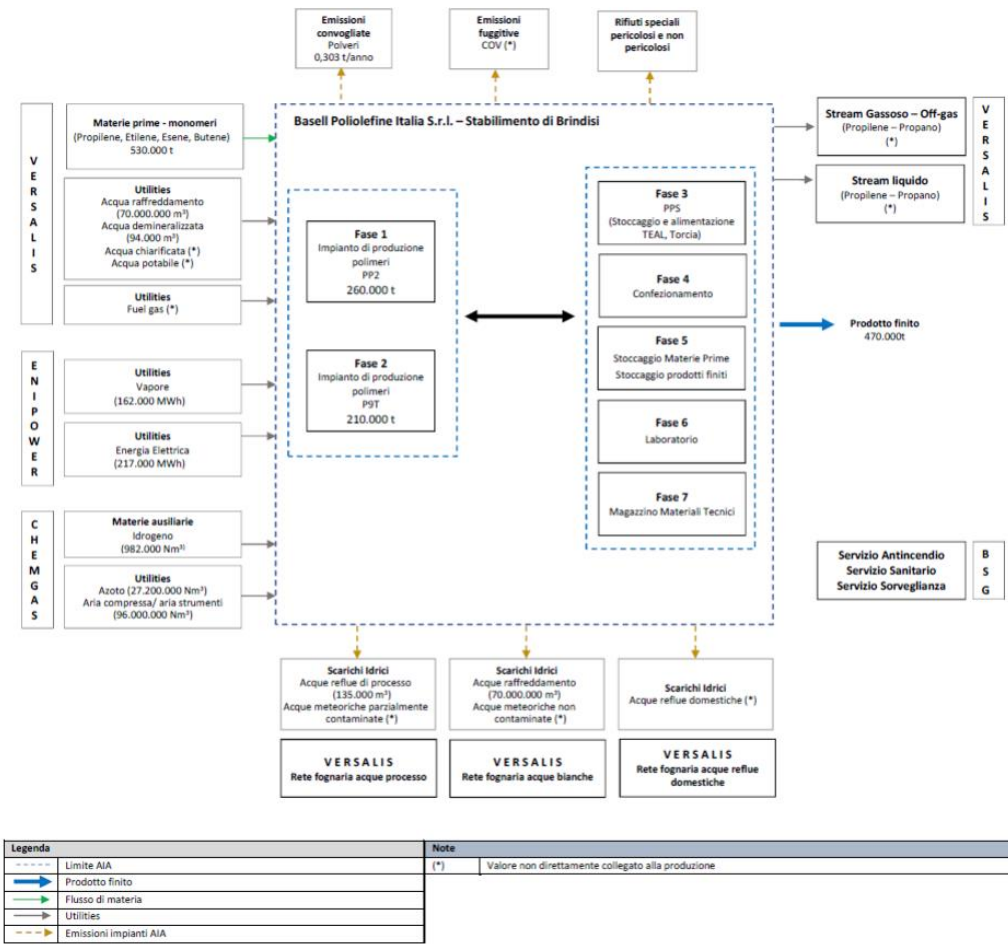 Emissioni
convogliate
Polveri
0,303 t/anno
Emissioni
fuggitive
COV (*)
Rifiuti speciali
pericolosi e non
pericolosi
VERSALIS
Materie prime - monomeri
(Propilene, Etilene, Esene, Butene)
530.000 t
Utilities
Acqua raffreddamento
(70.000.000 m³)
Acqua demineralizzata
(94.000 m³)
Acqua chiarificata (*)
Acqua potabile (*)
Utilities
Fuel gas (*)
ENIPOWER
Utilities
Vapore
(162.000 MWh)
Utilities
Energia Elettrica
(217.000 MWh)
CHEMGAS
Materie ausiliarie
Idrogeno
(982.000 Nm³)
Utilities
Azoto (27.200.000 Nm³)
Aria compressa/ aria strumenti
(96.000.000 Nm³)
Basell Poliolefine Italia S.r.l. – Stabilimento di Brindisi
Fase 1
Impianto di produzione
polimeri
PP2
260.000 t
Fase 2
Impianto di produzione
polimeri
P9T
210.000 t
Fase 3
PPS
(Stoccaggio e alimentazione
TEAL, Torcia)
Fase 4
Confezionamento
Fase 5
Stoccaggio Materie Prime
Stoccaggio prodotti finiti
Fase 6
Laboratorio
Fase 7
Magazzino Materiali Tecnici
Stream Gassoso – Off-gas
(Propilene – Propano)
(*)
Stream liquido
(Propilene – Propano)
(*)
VERSALIS
Prodotto finito
470.000t
Servizio Antincendio
Servizio Sanitario
Servizio Sorveglianza
BSG
Scarichi Idrici
Acque reflue di processo
(135.000 m³)
Acque meteoriche parzialmente
contaminate (*)
Scarichi Idrici
Acque raffreddamento
(70.000.000 m³)
Acque meteoriche non
contaminate (*)
Scarichi Idrici
Acque reflue domestiche (*)
VERSALIS
Rete fognaria acque processo
VERSALIS
Rete fognaria acque bianche
VERSALIS
Rete fognaria acque reflue
domestiche
Legenda
Limite AIA
Prodotto finito
Flusso di materia
Utilities
Emissioni impianti AIA
Note
(*) Valore non direttamente collegato alla produzione